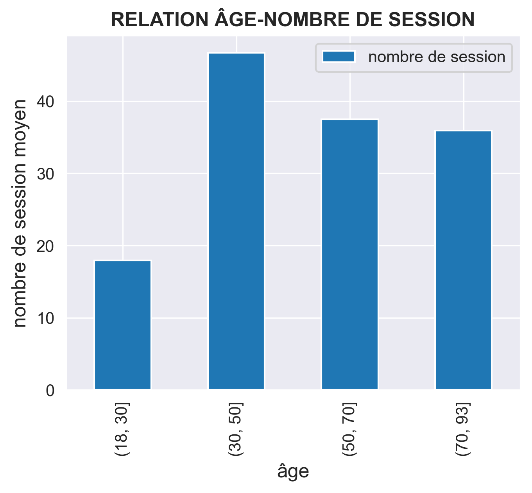 RELATION ÂGE-NOMBRE DE SESSION
nombre de session
nombre de session moyen
40
30
20
10
0
(18, 30]
(30, 50]
(50, 70]
(70, 93]
âge